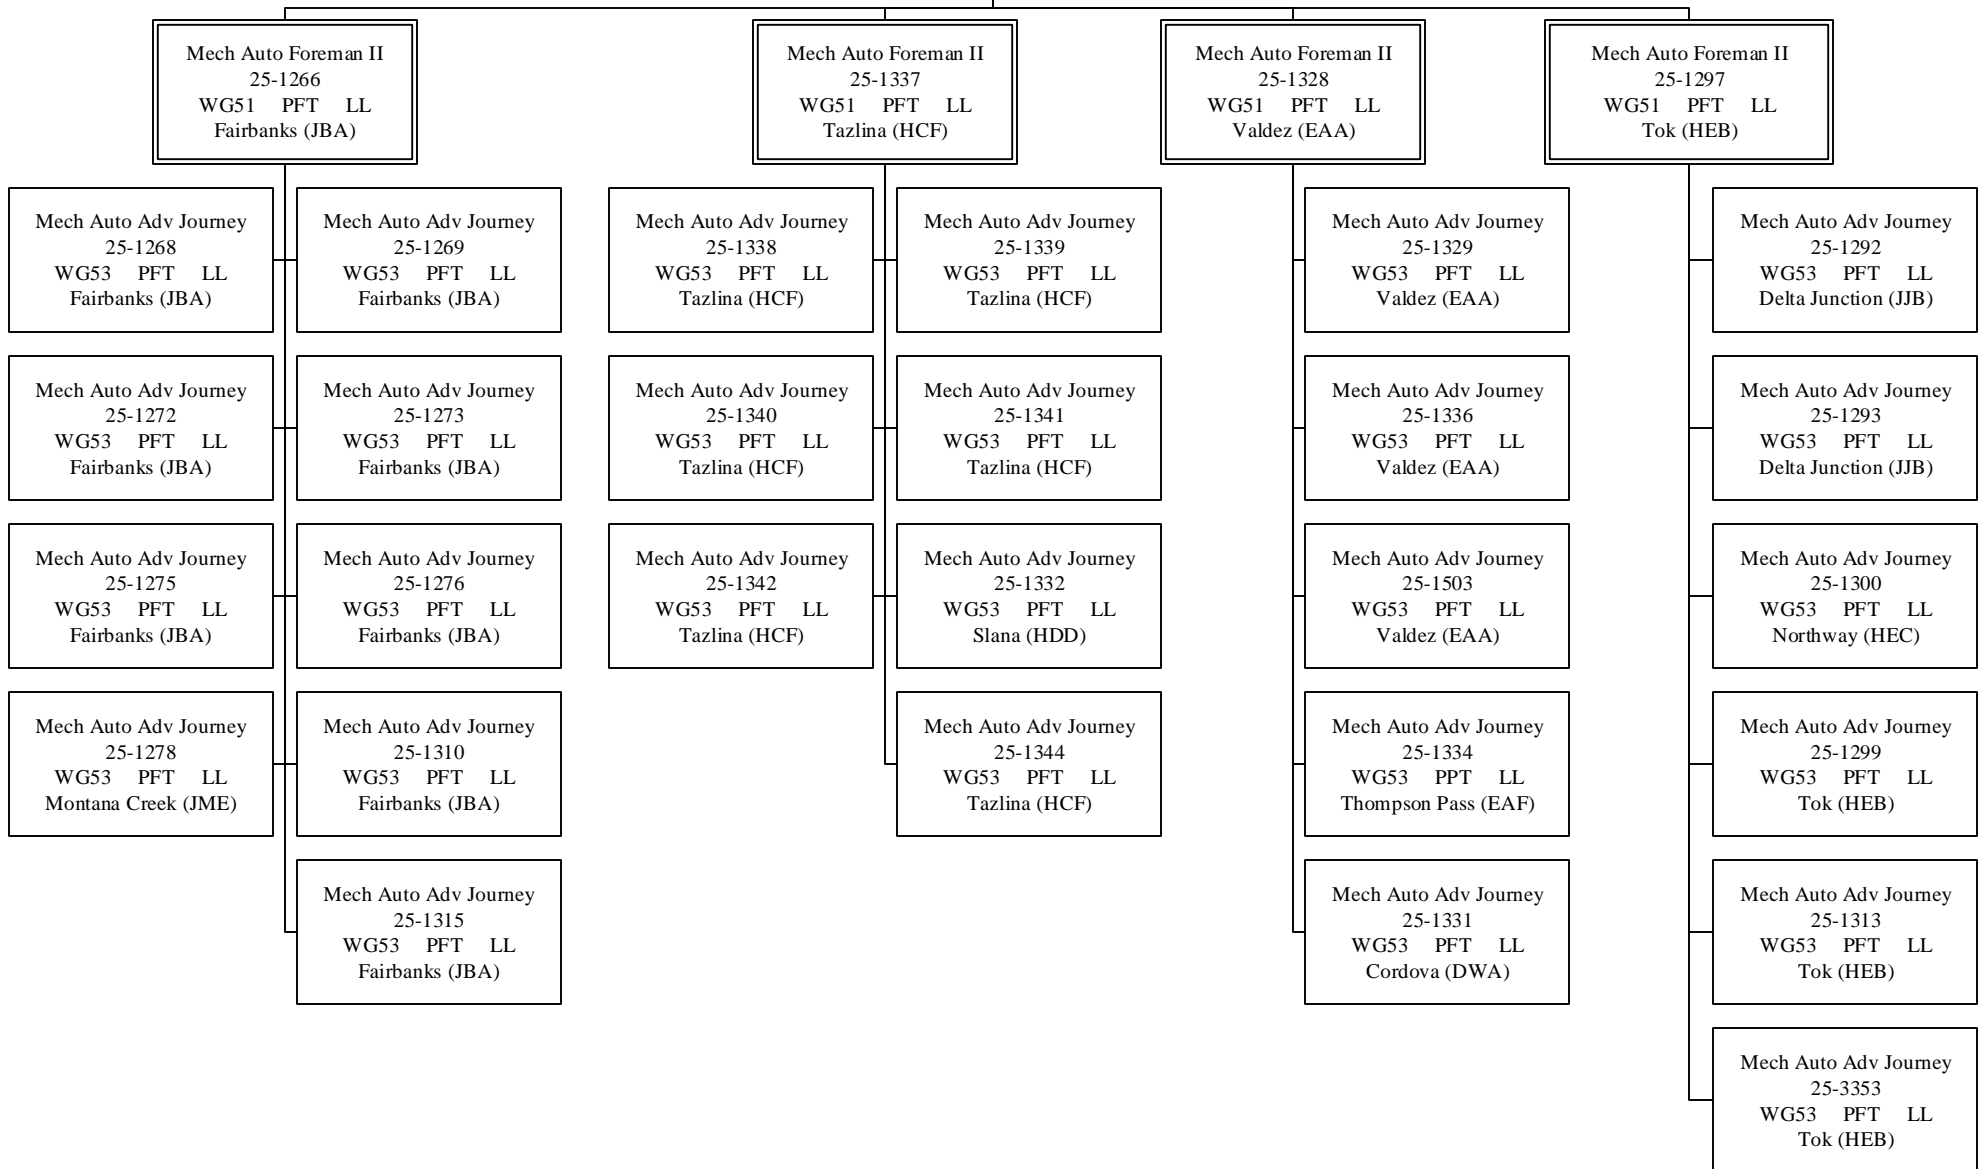 Mech Auto Foreman II
25-1266
WG51 PFT LL
Fairbanks (JBA)
Mech Auto Foreman II
25-1337
WG51 PFT LL
Tazlina (HCF)
Mech Auto Foreman II
25-1328
WG51 PFT LL
Valdez (EAA)
Mech Auto Foreman II
25-1297
WG51 PFT LL
Tok (HEB)
Mech Auto Adv Journey
25-1268
WG53 PFT LL
Fairbanks (JBA)
Mech Auto Adv Journey
25-1269
WG53 PFT LL
Fairbanks (JBA)
Mech Auto Adv Journey
25-1338
WG53 PFT LL
Tazlina (HCF)
Mech Auto Adv Journey
25-1339
WG53 PFT LL
Tazlina (HCF)
Mech Auto Adv Journey
25-1329
WG53 PFT LL
Valdez (EAA)
Mech Auto Adv Journey
25-1292
WG53 PFT LL
Delta Junction (JJB)
Mech Auto Adv Journey
25-1272
WG53 PFT LL
Fairbanks (JBA)
Mech Auto Adv Journey
25-1273
WG53 PFT LL
Fairbanks (JBA)
Mech Auto Adv Journey
25-1340
WG53 PFT LL
Tazlina (HCF)
Mech Auto Adv Journey
25-1341
WG53 PFT LL
Tazlina (HCF)
Mech Auto Adv Journey
25-1336
WG53 PFT LL
Valdez (EAA)
Mech Auto Adv Journey
25-1293
WG53 PFT LL
Delta Junction (JJB)
Mech Auto Adv Journey
25-1275
WG53 PFT LL
Fairbanks (JBA)
Mech Auto Adv Journey
25-1276
WG53 PFT LL
Fairbanks (JBA)
Mech Auto Adv Journey
25-1342
WG53 PFT LL
Tazlina (HCF)
Mech Auto Adv Journey
25-1332
WG53 PFT LL
Slana (HDD)
Mech Auto Adv Journey
25-1503
WG53 PFT LL
Valdez (EAA)
Mech Auto Adv Journey
25-1300
WG53 PFT LL
Northway (HEC)
Mech Auto Adv Journey
25-1278
WG53 PFT LL
Montana Creek (JME)
Mech Auto Adv Journey
25-1310
WG53 PFT LL
Fairbanks (JBA)
Mech Auto Adv Journey
25-1344
WG53 PFT LL
Tazlina (HCF)
Mech Auto Adv Journey
25-1334
WG53 PPT LL
Thompson Pass (EAF)
Mech Auto Adv Journey
25-1299
WG53 PFT LL
Tok (HEB)
Mech Auto Adv Journey
25-1315
WG53 PFT LL
Fairbanks (JBA)
Mech Auto Adv Journey
25-1331
WG53 PFT LL
Cordova (DWA)
Mech Auto Adv Journey
25-1313
WG53 PFT LL
Tok (HEB)
Mech Auto Adv Journey
25-3353
WG53 PFT LL
Tok (HEB)